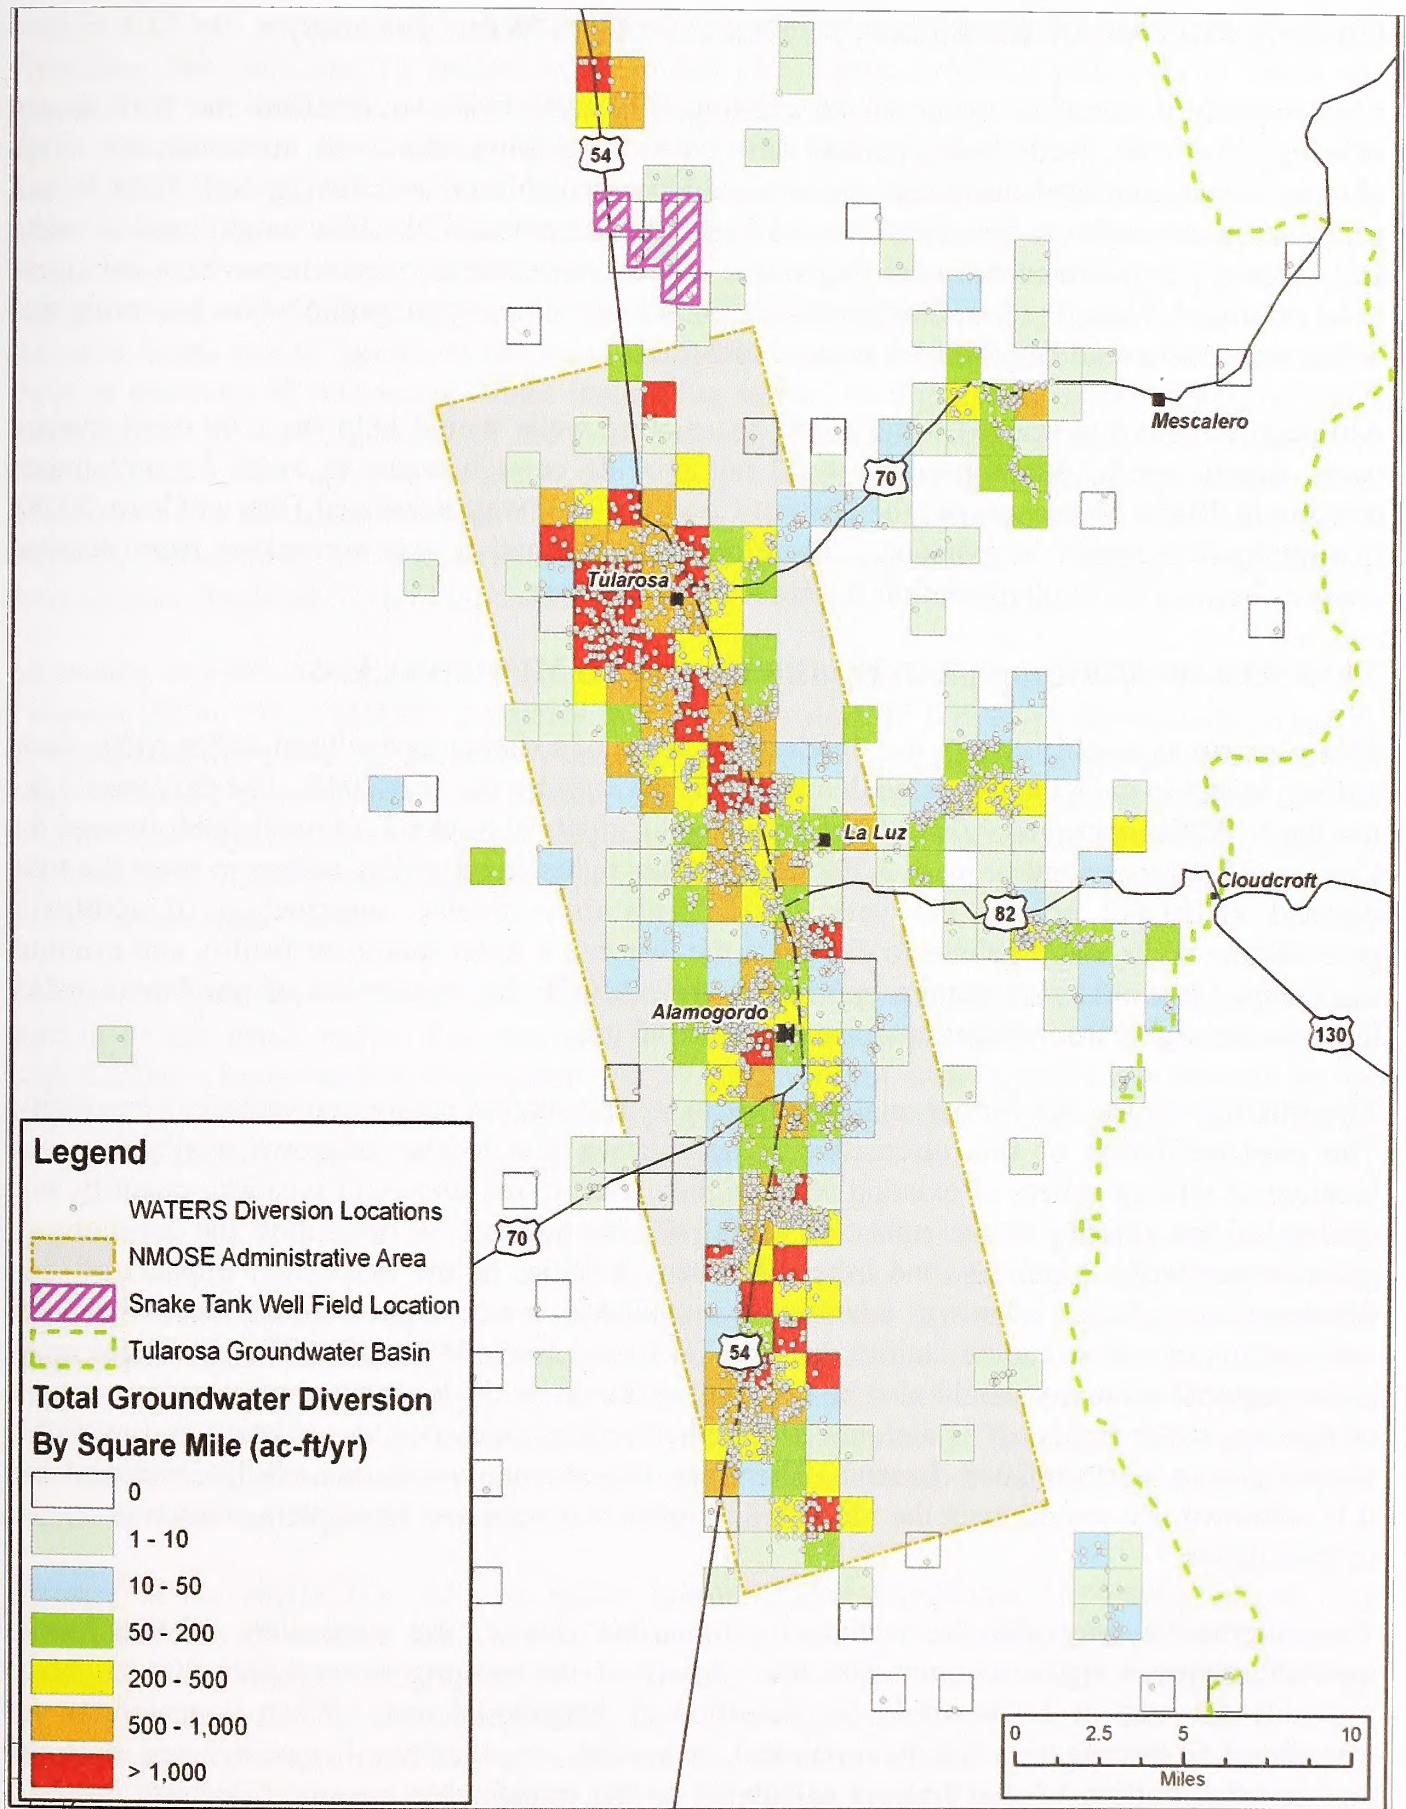 54
Mescalero
70
Tularosa
La Luz
Cloudcroft
82
Alamogordo
130
70
54
Legend
WATERS Diversion Locations
NMOSE Administrative Area
Snake Tank Well Field Location
Tularosa Groundwater Basin
Total Groundwater Diversion
By Square Mile (ac-ft/yr)
0
1 - 10
10 - 50
50 - 200
200 - 500
500 - 1,000
> 1,000
0 2.5 5 10
Miles